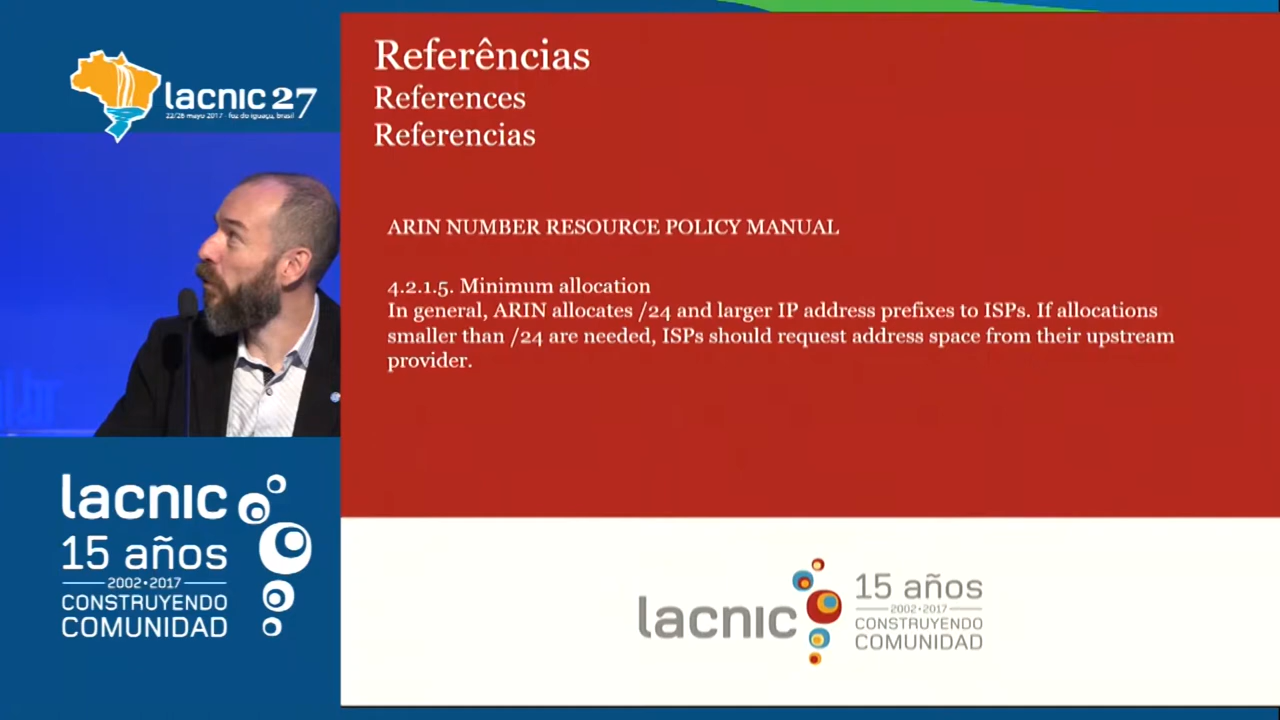 lacnic 27
22/26 mayo 2017 - foz do iguaçu, brasil
Referências
References
Referencias
ARIN NUMBER RESOURCE POLICY MANUAL
4.2.1.5. Minimum allocation
In general, ARIN allocates /24 and larger IP address prefixes to ISPs. If allocations
smaller than /24 are needed, ISPs should request address space from their upstream
provider.
lacnic
15 años
2002•2017
CONSTRUYENDO
COMUNIDAD
lacnic
15 años
2002•2017
CONSTRUYENDO
COMUNIDAD